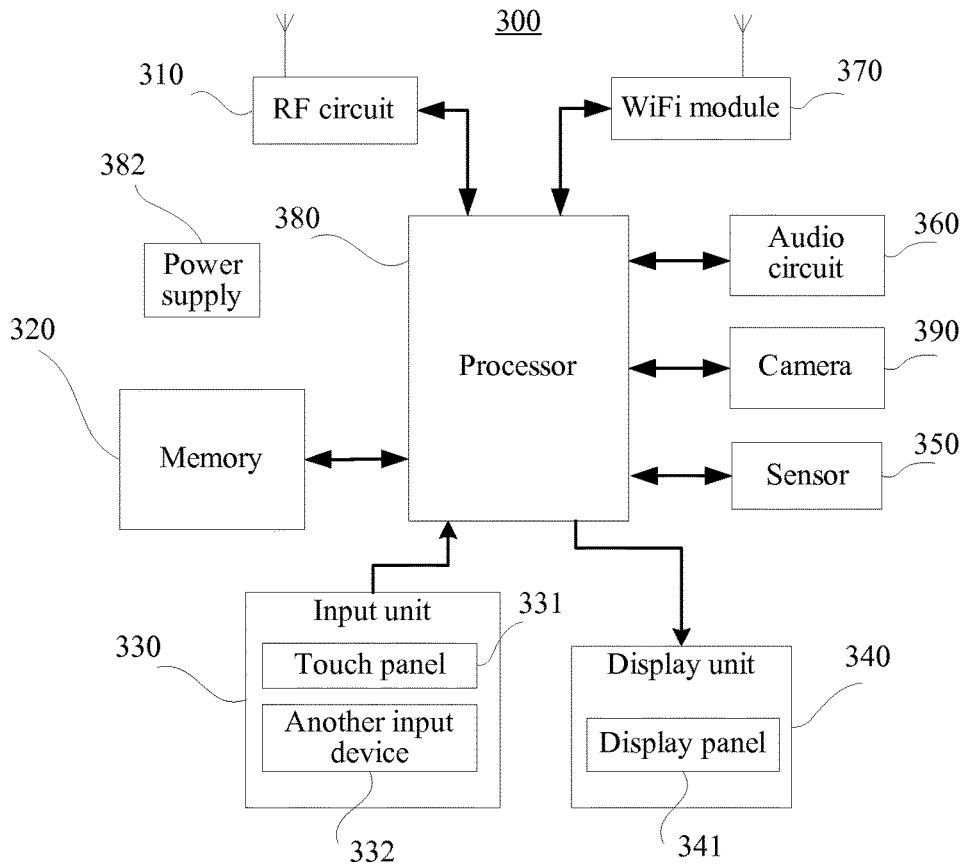 300
310
RF circuit
WiFi module
370
382
Power
supply
380
Processor
Audio
circuit
360
Camera
390
320
Memory
Sensor
350
Input unit
331
330
Touch panel
Another input
device
332
Display unit
340
Display panel
341